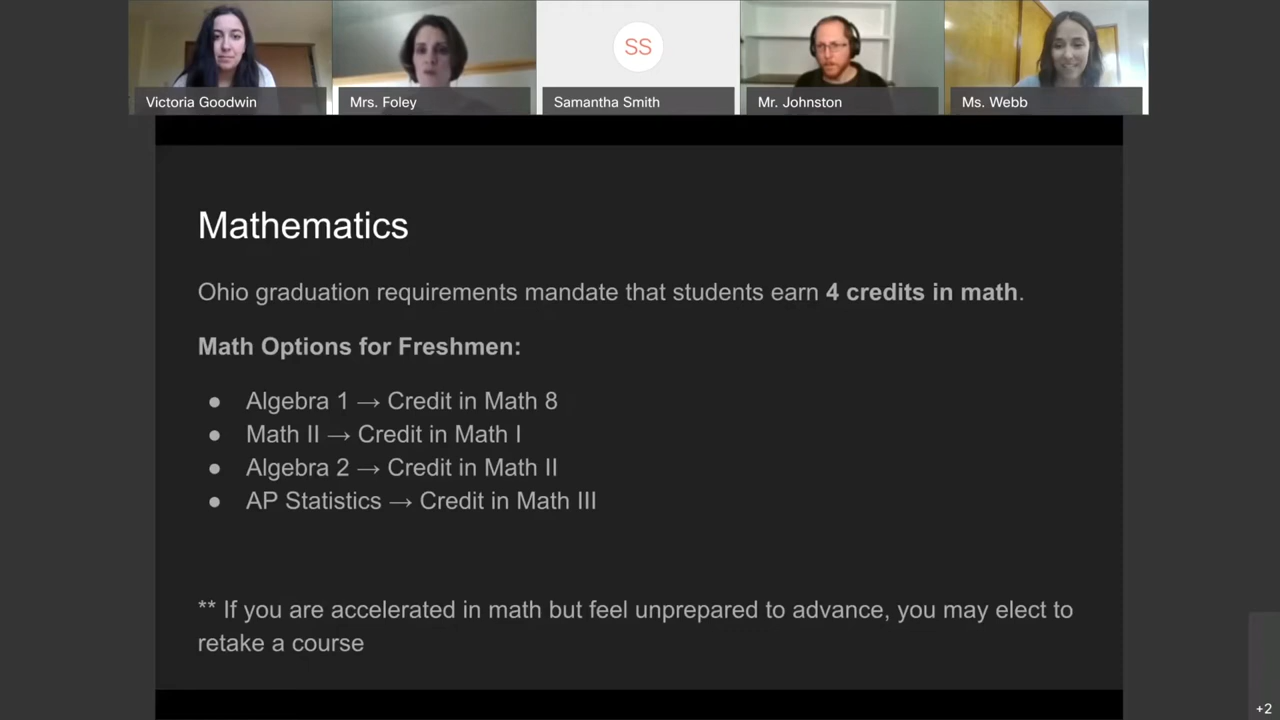 SS
Victoria Goodwin
Mrs. Foley
Samantha Smith
Mr. Johnston
Ms. Webb
Mathematics
Ohio graduation requirements mandate that students earn 4 credits in math.
Math Options for Freshmen:
● Algebra 1 → Credit in Math 8
● Math II → Credit in Math I
● Algebra 2 → Credit in Math II
● AP Statistics → Credit in Math III
** If you are accelerated in math but feel unprepared to advance, you may elect to
retake a course
+2